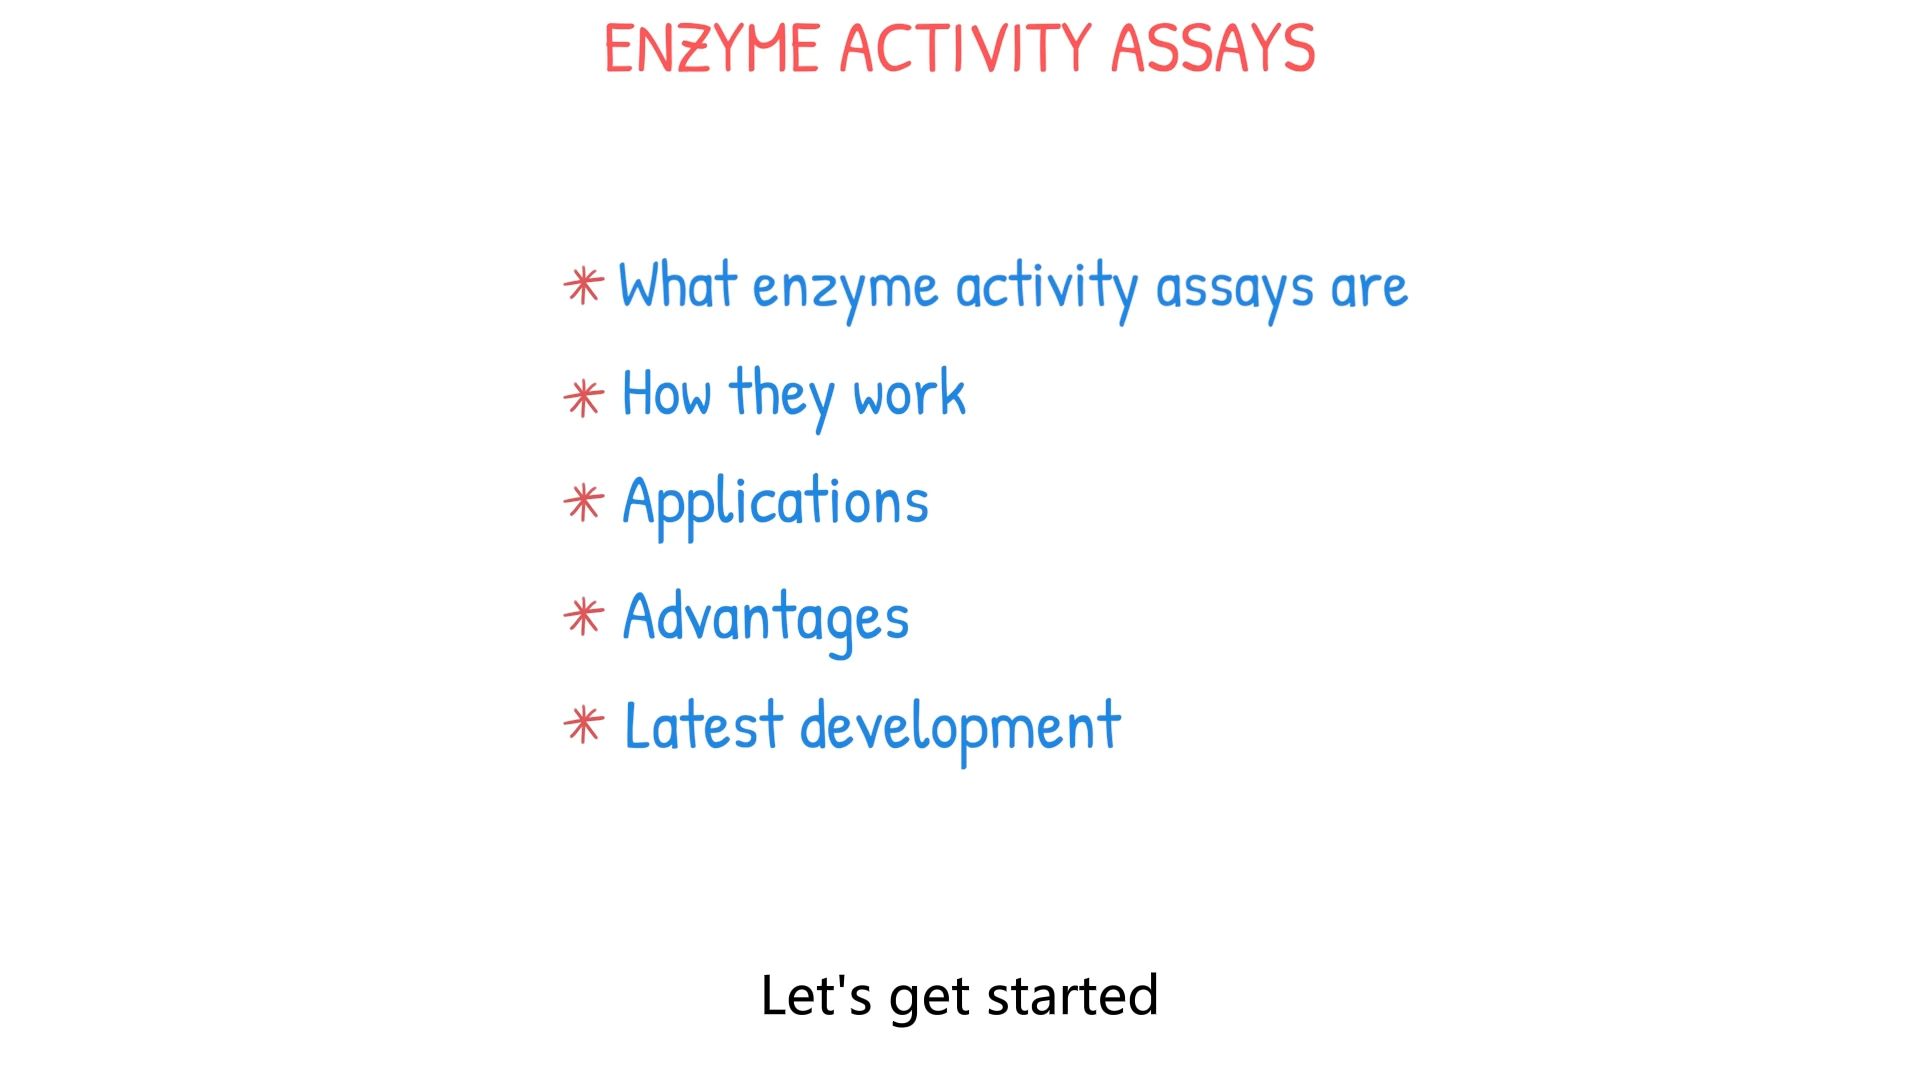 ENZYME ACTIVITY ASSAYS
* What enzyme activity assays are
* How they work
* Applications
* Advantages
* Latest development
Let's get started